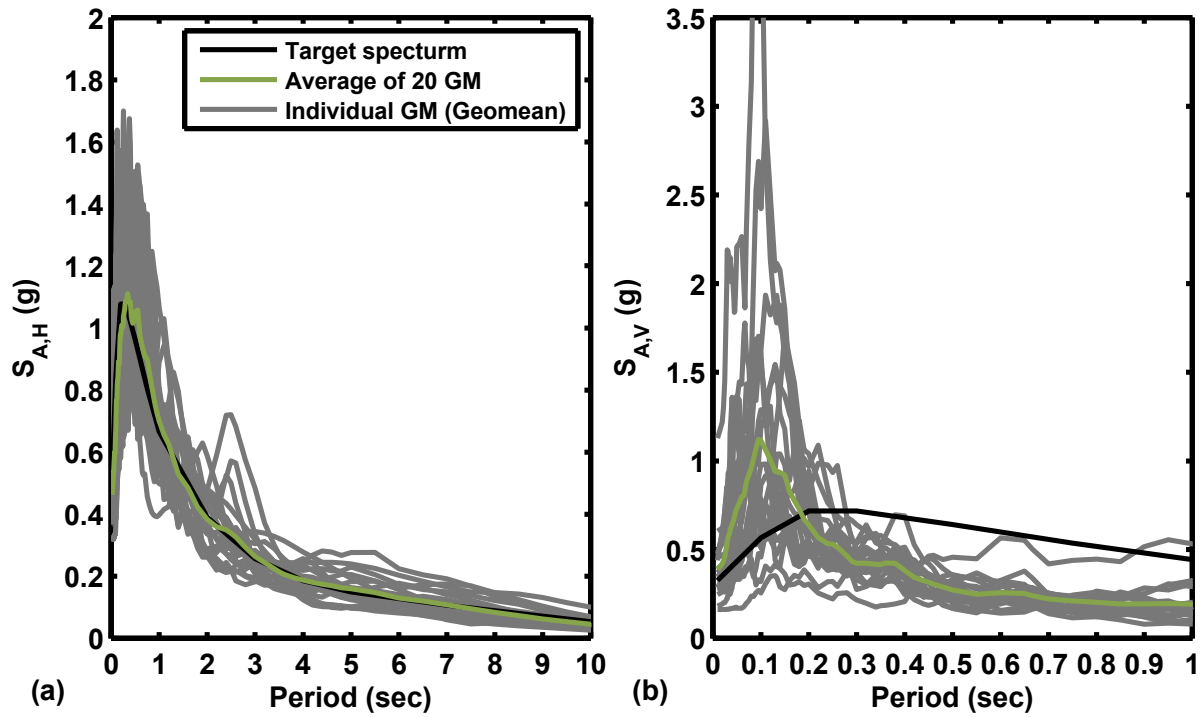 2
1.8
1.6
1.4
1.2
1
0.8
0.6
0.4
0.2
0
S_A,H (g)
Target specturm
Average of 20 GM
Individual GM (Geomean)
0 1 2 3 4 5 6 7 8 9 10
(a) Period (sec)
3.5
3
2.5
2
1.5
1
0.5
0
S_A,V (g)
0 0.1 0.2 0.3 0.4 0.5 0.6 0.7 0.8 0.9 1
(b) Period (sec)